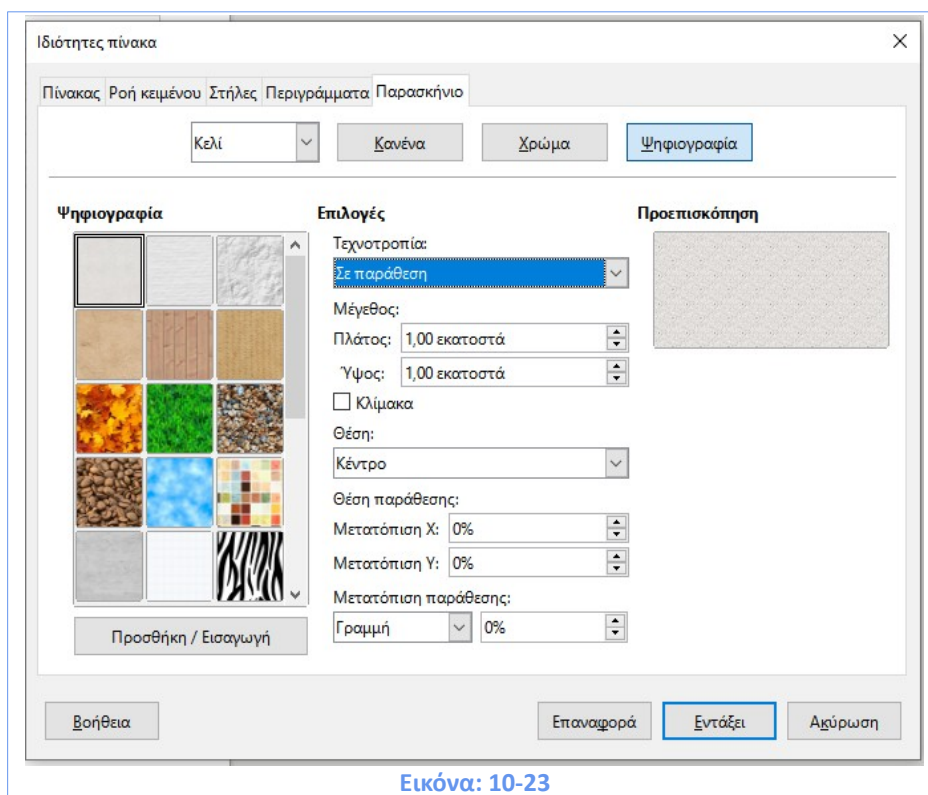 Ιδιότητες πίνακα
Πίνακας Ροή κειμένου Στήλες Περιγράμματα Παρασκήνιο
Κελί Κανένα Χρώμα Ψηφιογραφία
Ψηφιογραφία Επιλογές Προεπισκόπηση
Τεχνοτροπία:
Σε παράθεση
Μέγεθος:
Πλάτος: 1,00 εκατοστά
Ύψος: 1,00 εκατοστά
Κλίμακα
Θέση:
Κέντρο
Θέση παράθεσης:
Μετατόπιση X: 0%
Μετατόπιση Y: 0%
Μετατόπιση παράθεσης:
Γραμμή 0%
Προσθήκη / Εισαγωγή
Βοήθεια Επαναφορά Εντάξει Ακύρωση
Εικόνα: 10-23